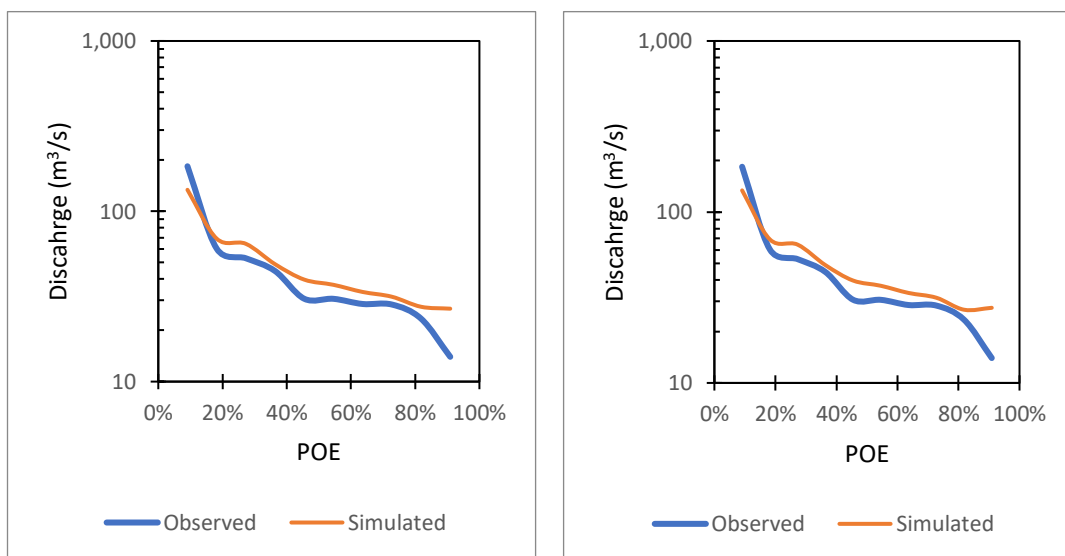 1,000
100
10
Discahrge (m³/s)
0% 20% 40% 60% 80% 100%
POE
Observed Simulated
1,000
100
10
Discahrge (m³/s)
0% 20% 40% 60% 80% 100%
POE
Observed Simulated